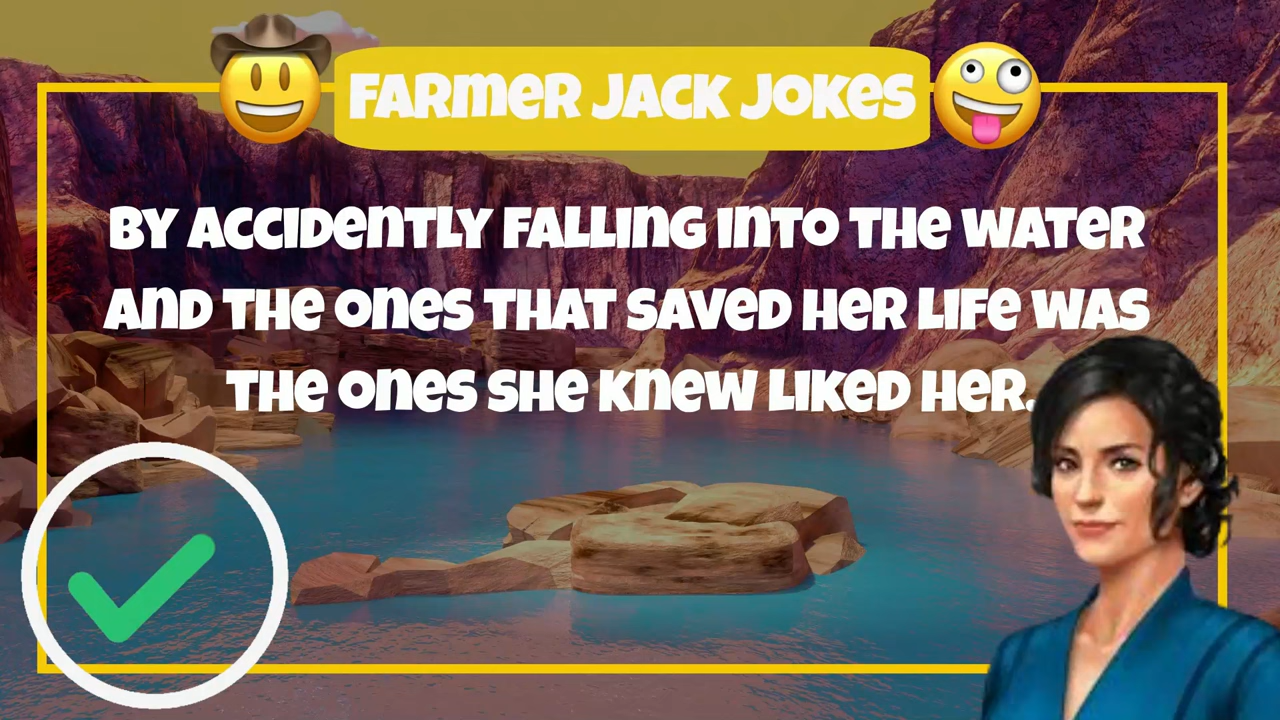 FARMER JACK JOKES
BY ACCIDENTLY FALLING INTO THE WATER
AND THE ONES THAT SAVED HER LIFE WAS
THE ONES SHE KNEW LIKED HER.